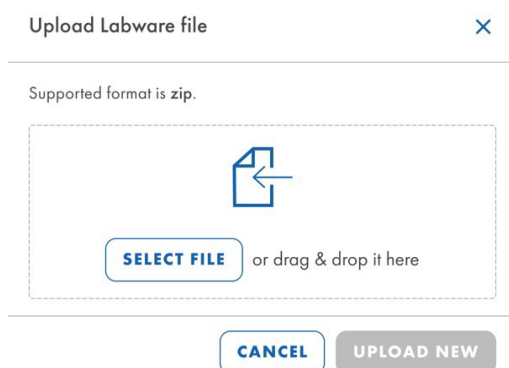 Upload Labware file
Supported format is zip.
SELECT FILE or drag & drop it here
CANCEL UPLOAD NEW